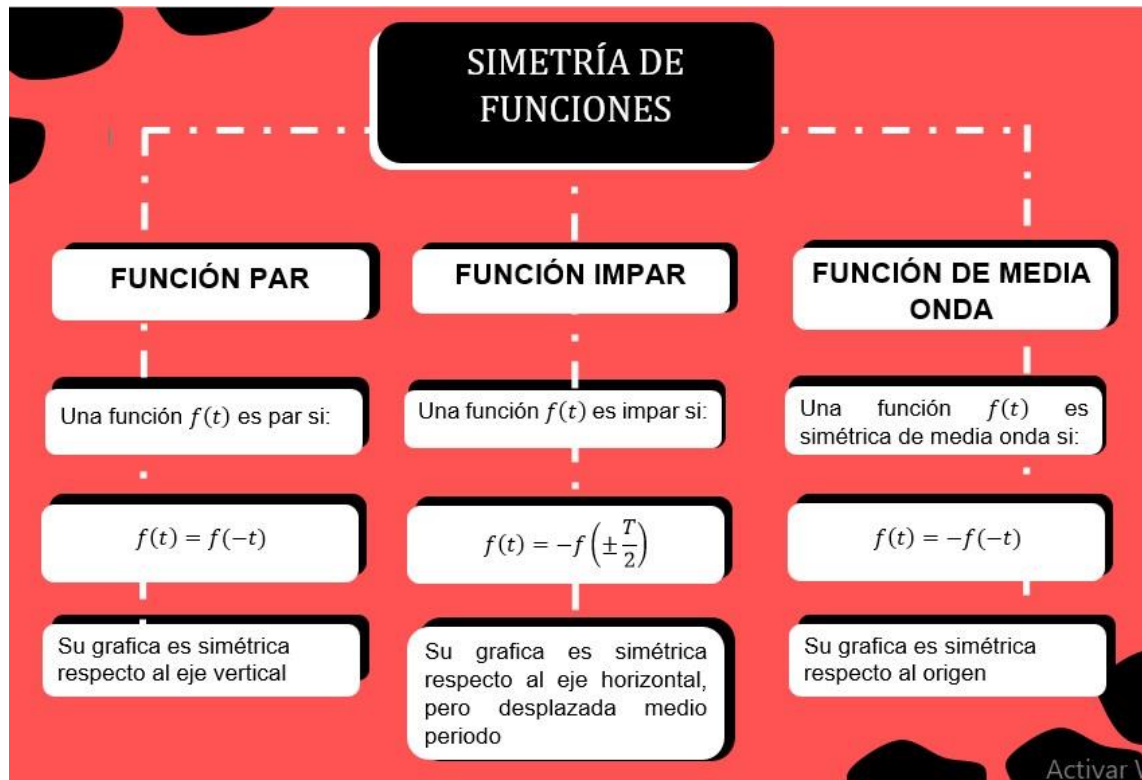 SIMETRÍA DE
FUNCIONES
FUNCIÓN PAR
Una función f(t) es par si:
f(t) = f(−t)
Su grafica es simétrica
respecto al eje vertical
FUNCIÓN IMPAR
Una función f(t) es impar si:
f(t) = −f(± T/2)
Su grafica es simétrica
respecto al eje horizontal,
pero desplazada medio
periodo
FUNCIÓN DE MEDIA
ONDA
Una función f(t) es
simétrica de media onda si:
f(t) = −f(−t)
Su grafica es simétrica
respecto al origen
Activar